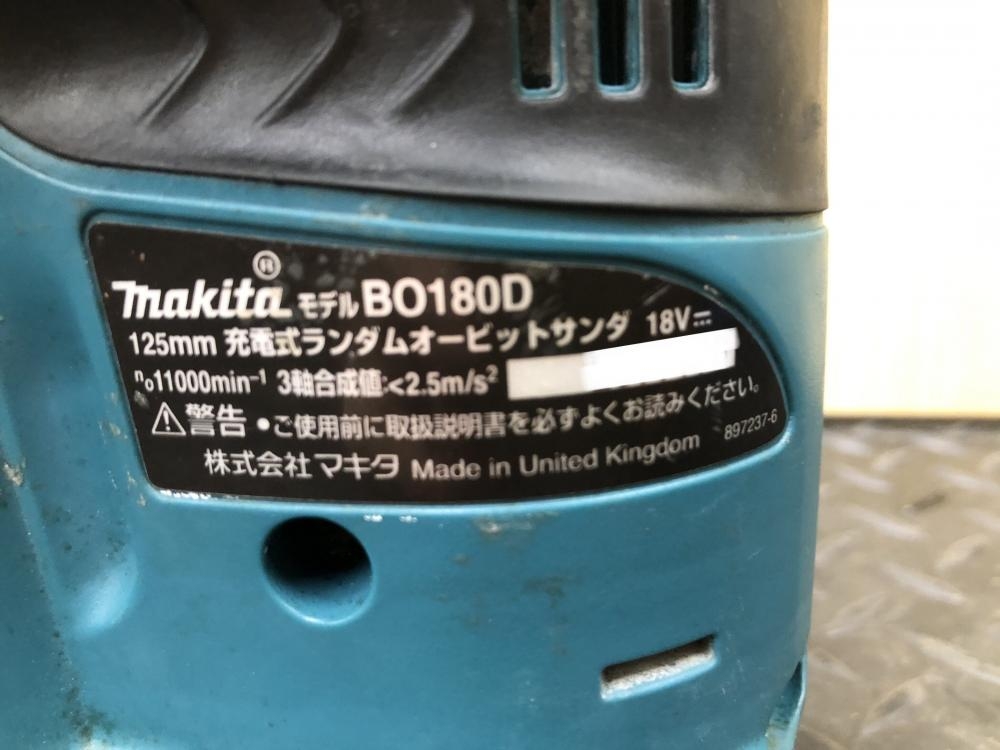 makita® モデル BO180D
125mm 充電式ランダムオービットサンダ 18V⎓
n₀11000min⁻¹ 3軸合成値:<2.5m/s²
⚠警告 •ご使用前に取扱説明書を必ずよくお読みください。
897237-6
株式会社マキタ Made in United Kingdom